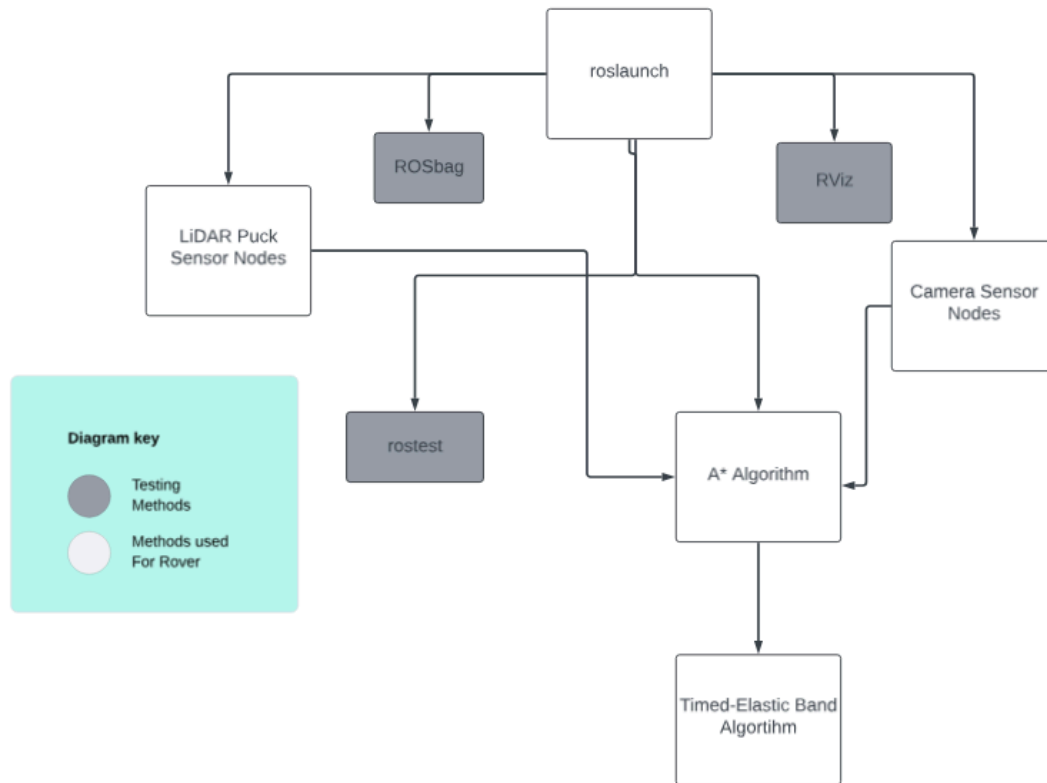 roslaunch
ROSbag
RViz
LiDAR Puck
Sensor Nodes
Camera Sensor
Nodes
Diagram key
Testing
Methods
Methods used
For Rover
rostest
A* Algorithm
Timed-Elastic Band
Algortihm